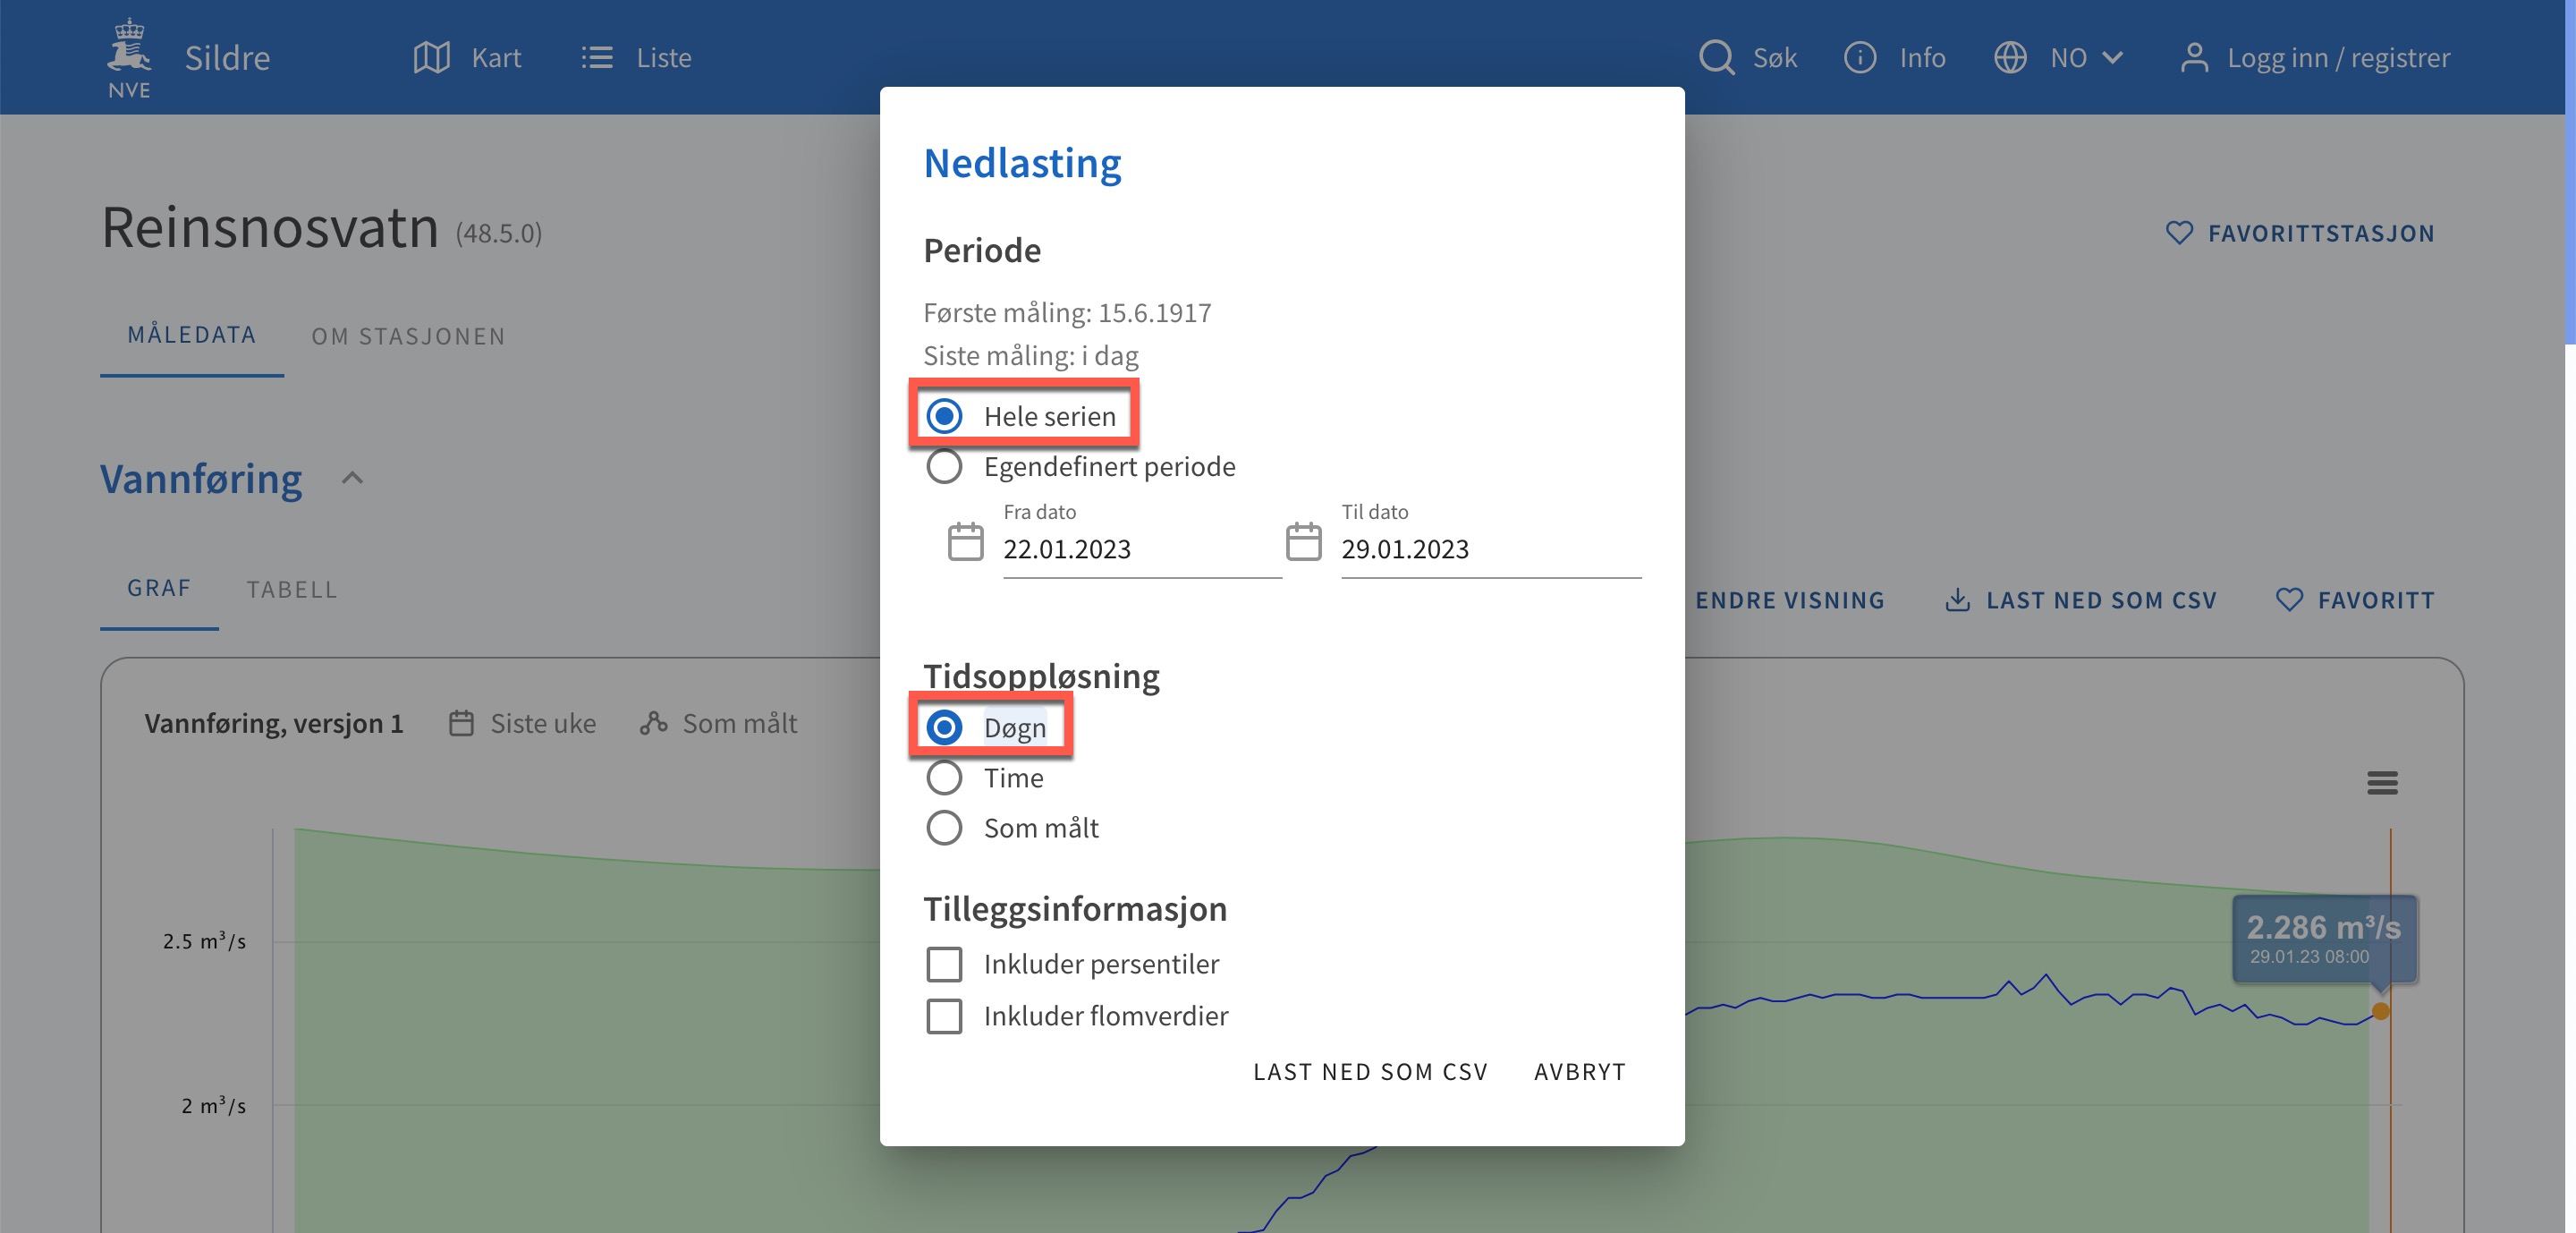 NVE
Sildre
Kart
Liste
Søk
Info
NO
Logg inn / registrer
Reinsnosvatn (48.5.0)
FAVORITTSTASJON
MÅLEDATA
OM STASJONEN
Vannføring
GRAF
TABELL
ENDRE VISNING
LAST NED SOM CSV
FAVORITT
Vannføring, versjon 1
Siste uke
Som målt
2.5 m³/s
2 m³/s
2.286 m³/s
29.01.23 08:00
Nedlasting
Periode
Første måling: 15.6.1917
Siste måling: i dag
Hele serien
Egendefinert periode
Fra dato
22.01.2023
Til dato
29.01.2023
Tidsoppløsning
Døgn
Time
Som målt
Tilleggsinformasjon
Inkluder persentiler
Inkluder flomverdier
LAST NED SOM CSV
AVBRYT